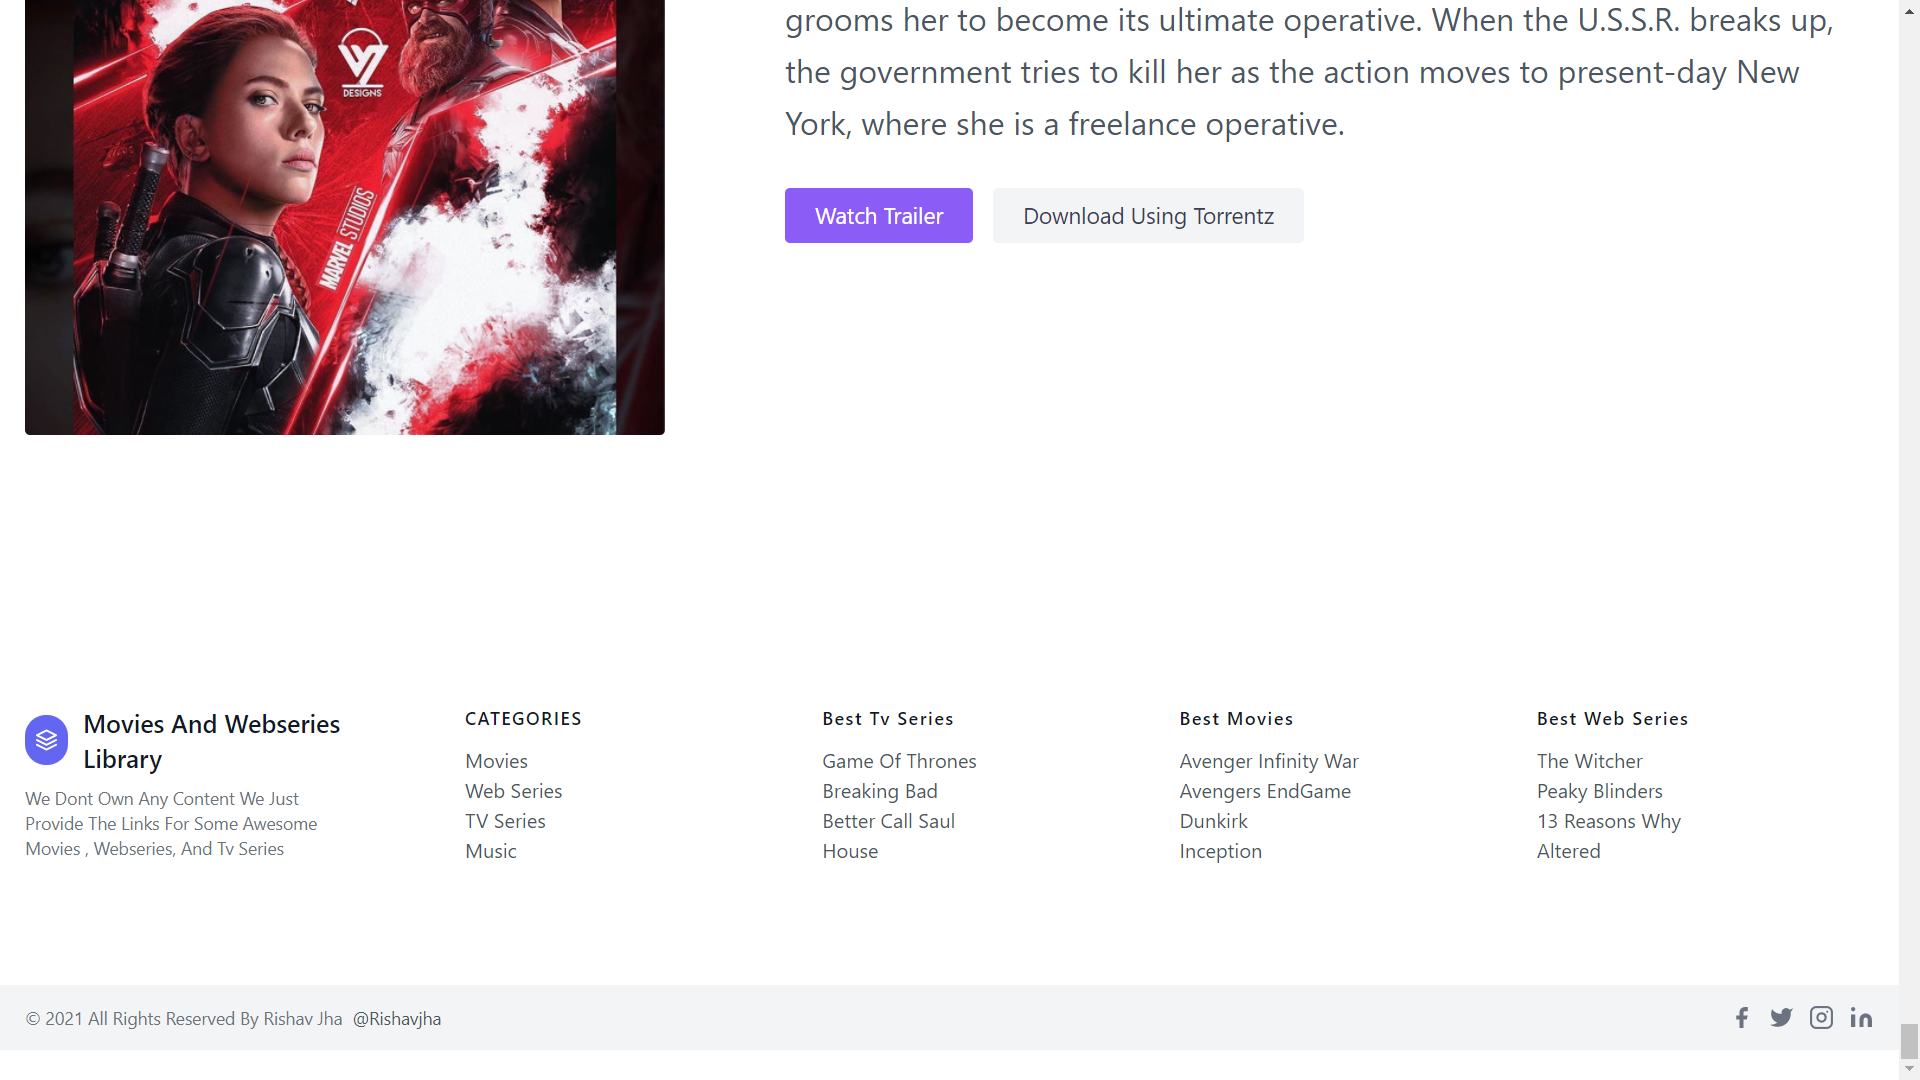 grooms her to become its ultimate operative. When the U.S.S.R. breaks up,
the government tries to kill her as the action moves to present-day New
York, where she is a freelance operative.
DESIGNS
MARVEL STUDIOS
Watch Trailer
Download Using Torrentz
Movies And Webseries
Library
We Dont Own Any Content We Just
Provide The Links For Some Awesome
Movies , Webseries, And Tv Series
CATEGORIES
Movies
Web Series
TV Series
Music
Best Tv Series
Game Of Thrones
Breaking Bad
Better Call Saul
House
Best Movies
Avenger Infinity War
Avengers EndGame
Dunkirk
Inception
Best Web Series
The Witcher
Peaky Blinders
13 Reasons Why
Altered
© 2021 All Rights Reserved By Rishav Jha @Rishavjha